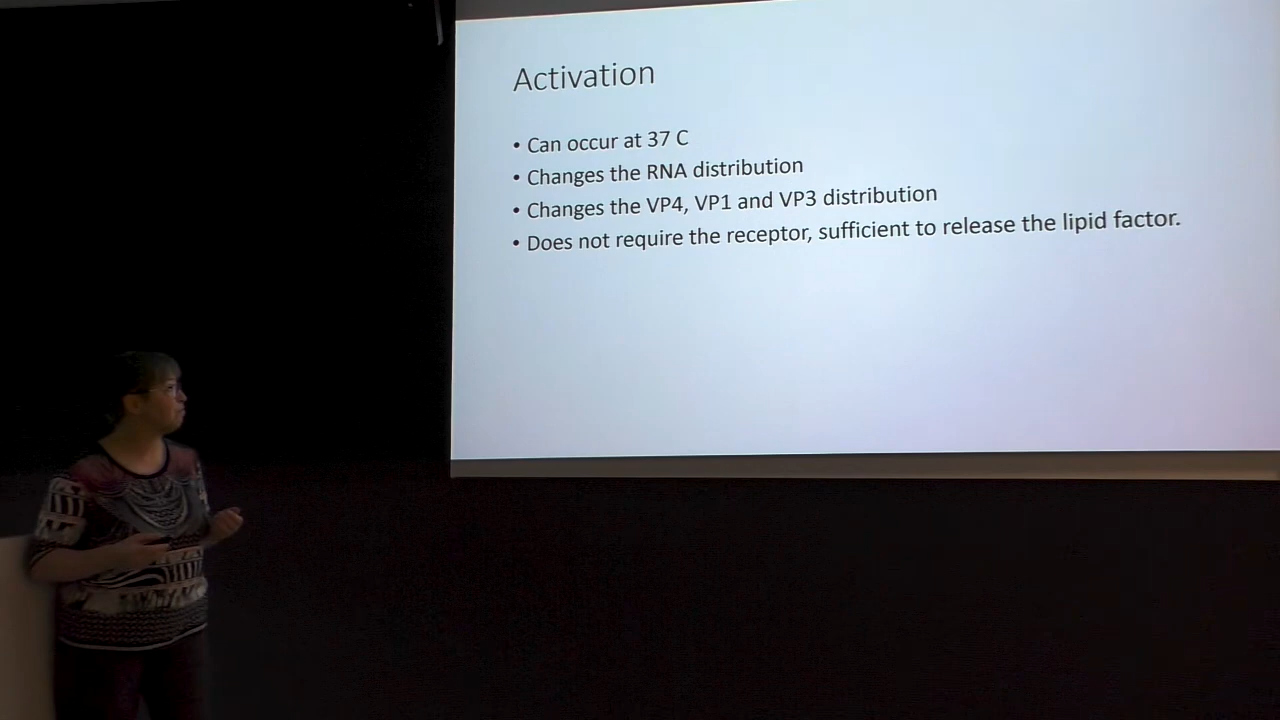 Activation
• Can occur at 37 C
• Changes the RNA distribution
• Changes the VP4, VP1 and VP3 distribution
• Does not require the receptor, sufficient to release the lipid factor.